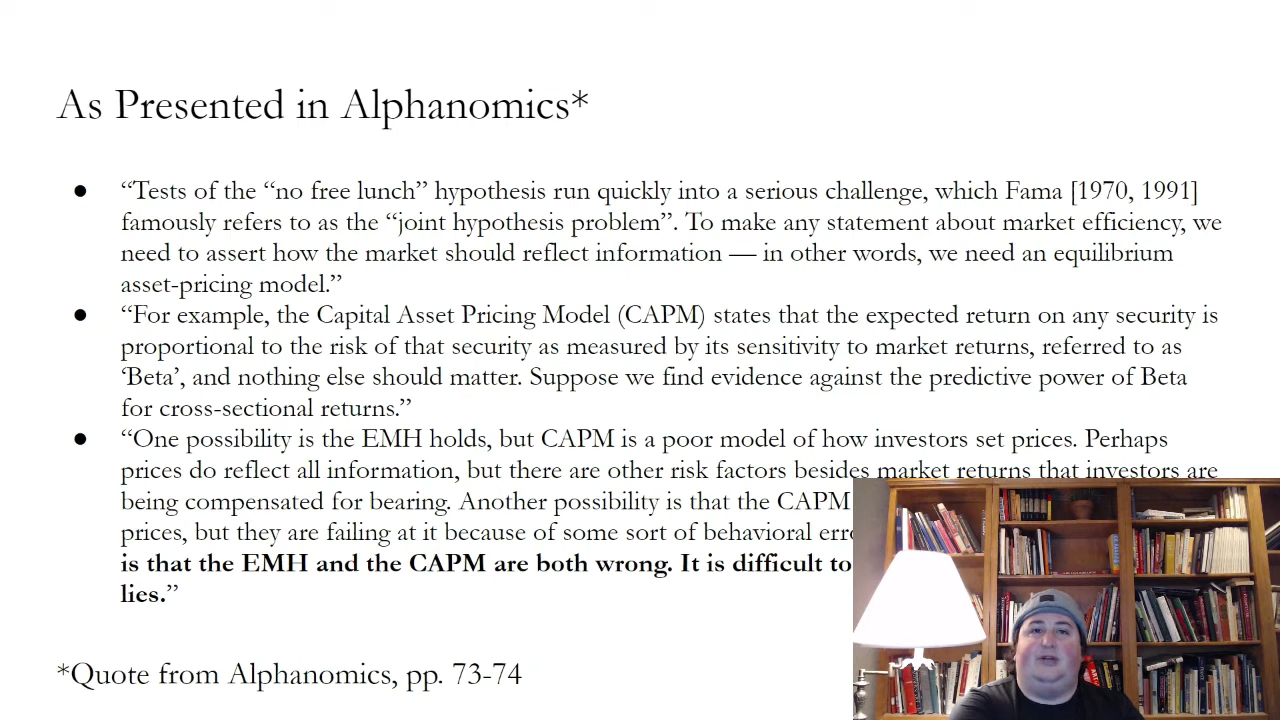 As Presented in Alphanomics*
● “Tests of the “no free lunch” hypothesis run quickly into a serious challenge, which Fama [1970, 1991]
famously refers to as the “joint hypothesis problem”. To make any statement about market efficiency, we
need to assert how the market should reflect information — in other words, we need an equilibrium
asset-pricing model.”
● “For example, the Capital Asset Pricing Model (CAPM) states that the expected return on any security is
proportional to the risk of that security as measured by its sensitivity to market returns, referred to as
‘Beta’, and nothing else should matter. Suppose we find evidence against the predictive power of Beta
for cross-sectional returns.”
● “One possibility is the EMH holds, but CAPM is a poor model of how investors set prices. Perhaps
prices do reflect all information, but there are other risk factors besides market returns that investors are
being compensated for bearing. Another possibility is that the CAPM
prices, but they are failing at it because of some sort of behavioral
is that the EMH and the CAPM are both wrong. It is difficult to
lies.”
*Quote from Alphanomics, pp. 73-74